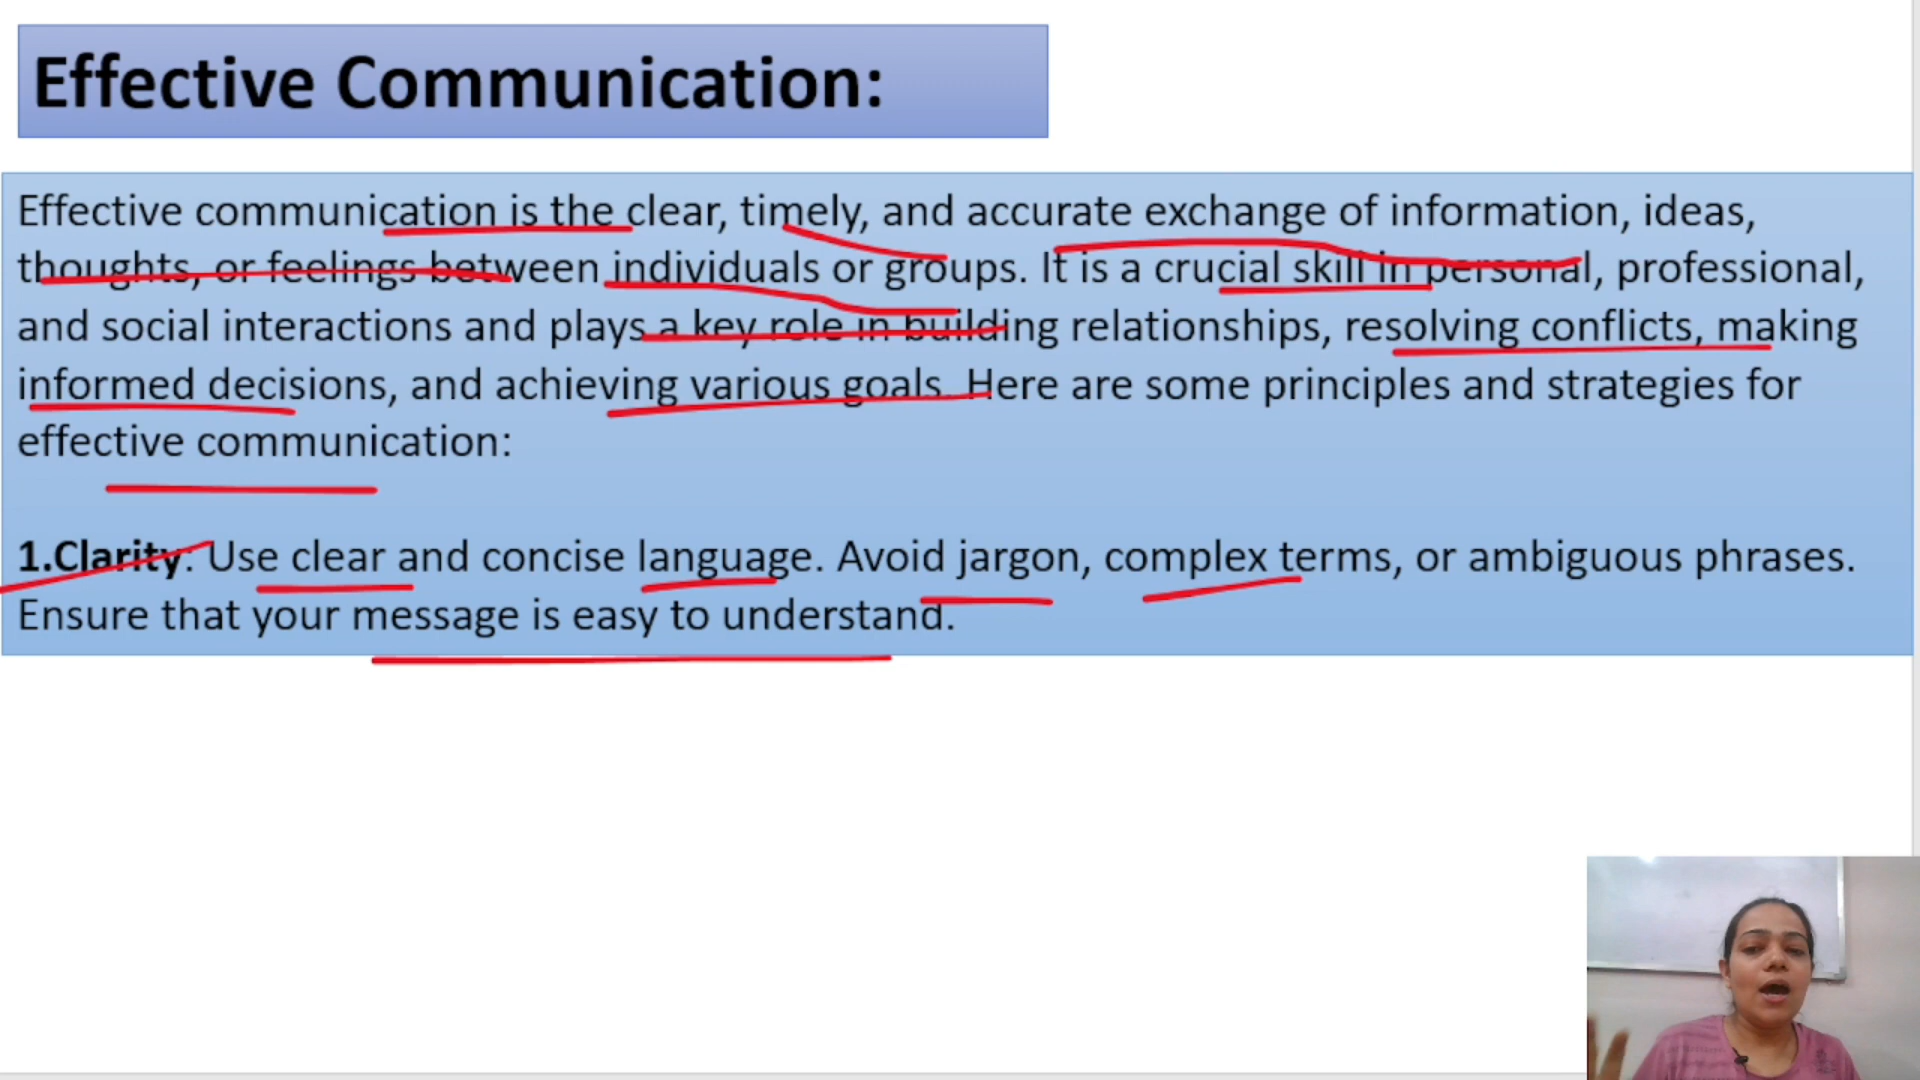 Effective Communication:
Effective communication is the clear, timely, and accurate exchange of information, ideas,
thoughts, or feelings between individuals or groups. It is a crucial skill in personal, professional,
and social interactions and plays a key role in building relationships, resolving conflicts, making
informed decisions, and achieving various goals. Here are some principles and strategies for
effective communication:
1.Clarity: Use clear and concise language. Avoid jargon, complex terms, or ambiguous phrases.
Ensure that your message is easy to understand.